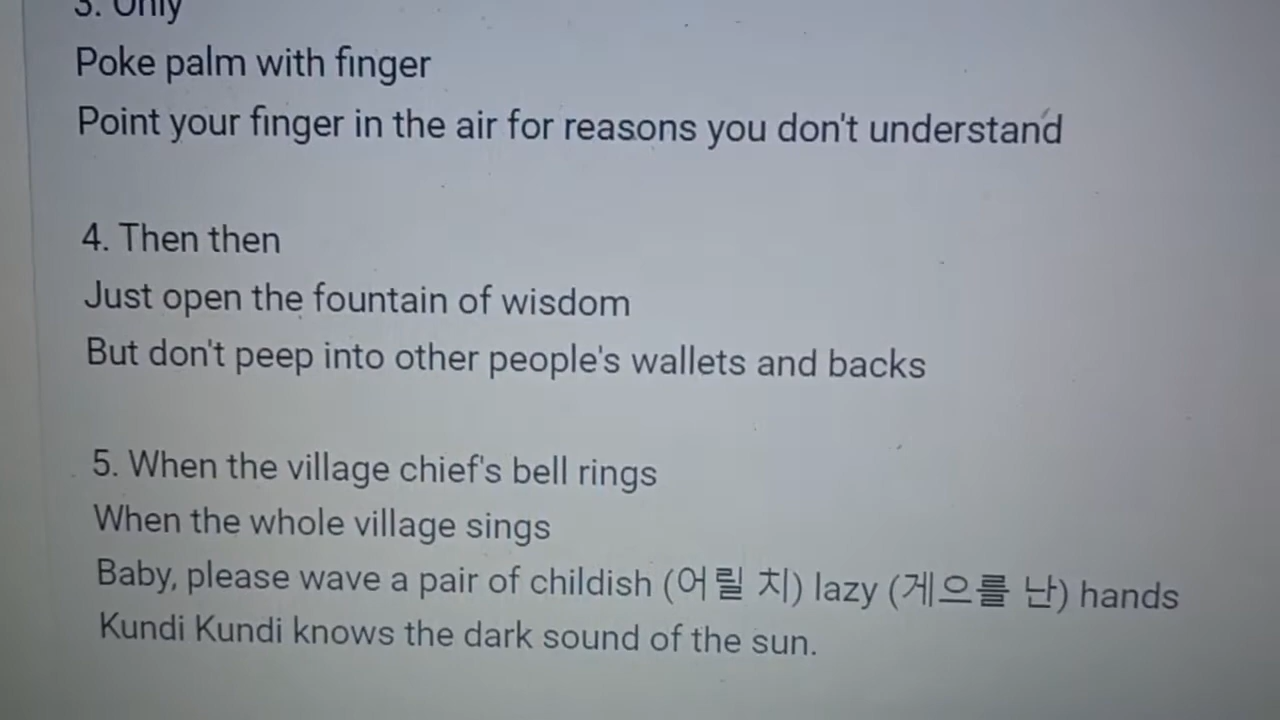 3. Only
Poke palm with finger
Point your finger in the air for reasons you don't understand
4. Then then
Just open the fountain of wisdom
But don't peep into other people's wallets and backs
5. When the village chief's bell rings
When the whole village sings
Baby, please wave a pair of childish (어릴 치) lazy (게으를 난) hands
Kundi Kundi knows the dark sound of the sun.